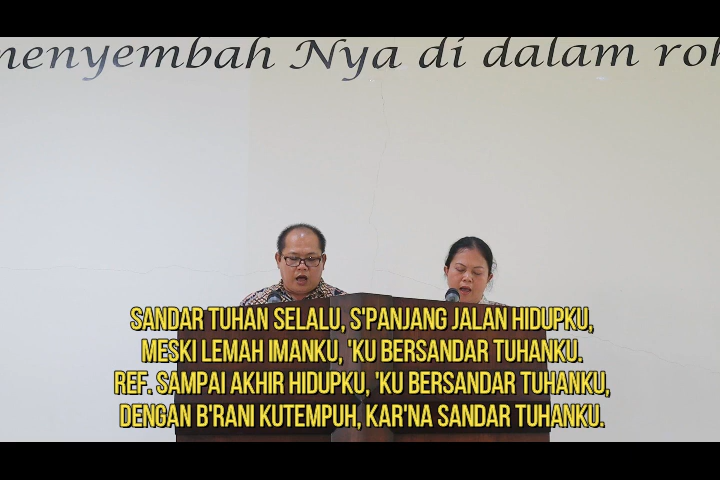 menyembah Nya di dalam roh
SANDAR TUHAN SELALU, S'PANJANG JALAN HIDUPKU,
MESKI LEMAH IMANKU, 'KU BERSANDAR TUHANKU.
REF. SAMPAI AKHIR HIDUPKU, 'KU BERSANDAR TUHANKU,
DENGAN B'RANI KUTEMPUH, KAR'NA SANDAR TUHANKU.